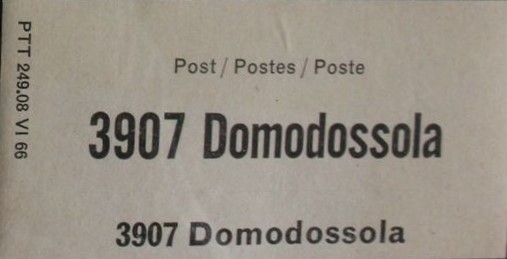 PTT 249.08 VI 66
Post / Postes / Poste
3907 Domodossola
3907 Domodossola